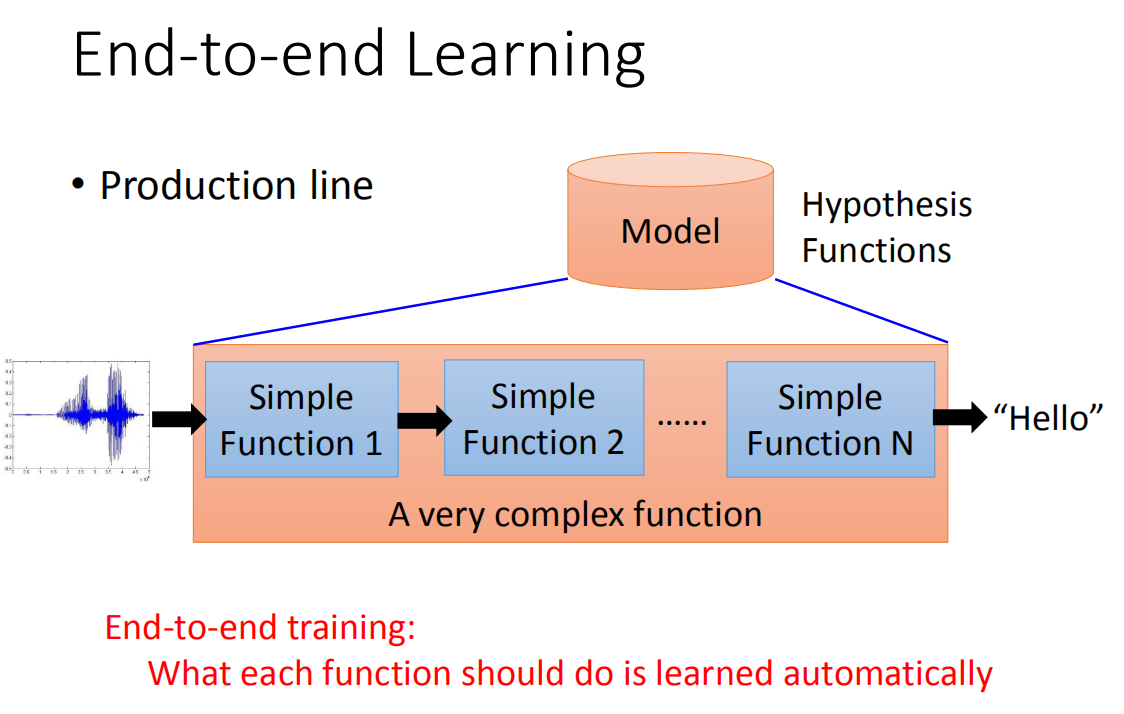 End-to-end Learning
• Production line
Model
Hypothesis
Functions
Simple
Function 1
Simple
Function 2
……
Simple
Function N
"Hello"
A very complex function
End-to-end training:
What each function should do is learned automatically